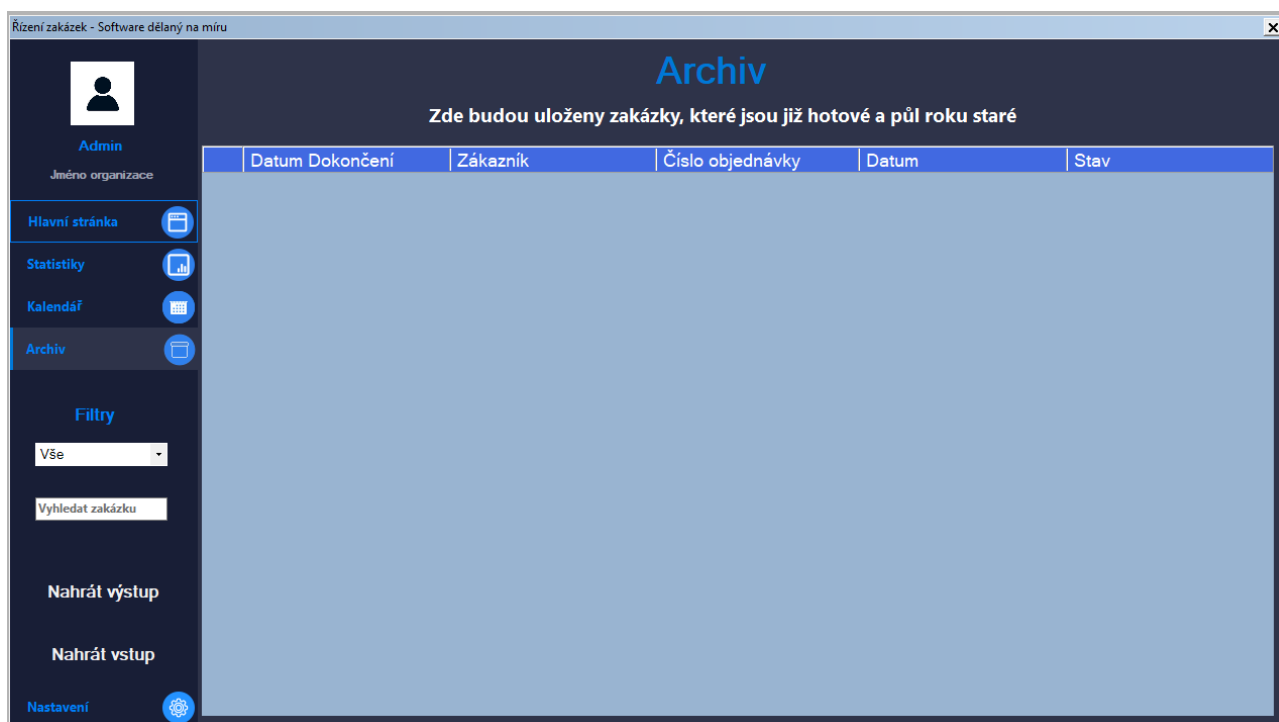 Řízení zakázek - Software dělaný na míru
Admin
Jméno organizace
Hlavní stránka
Statistiky
Kalendář
Archiv
Filtry
Vše
Vyhledat zakázku
Nahrát výstup
Nahrát vstup
Nastavení
Archiv
Zde budou uloženy zakázky, které jsou již hotové a půl roku staré
Datum Dokončení Zákazník Číslo objednávky Datum Stav